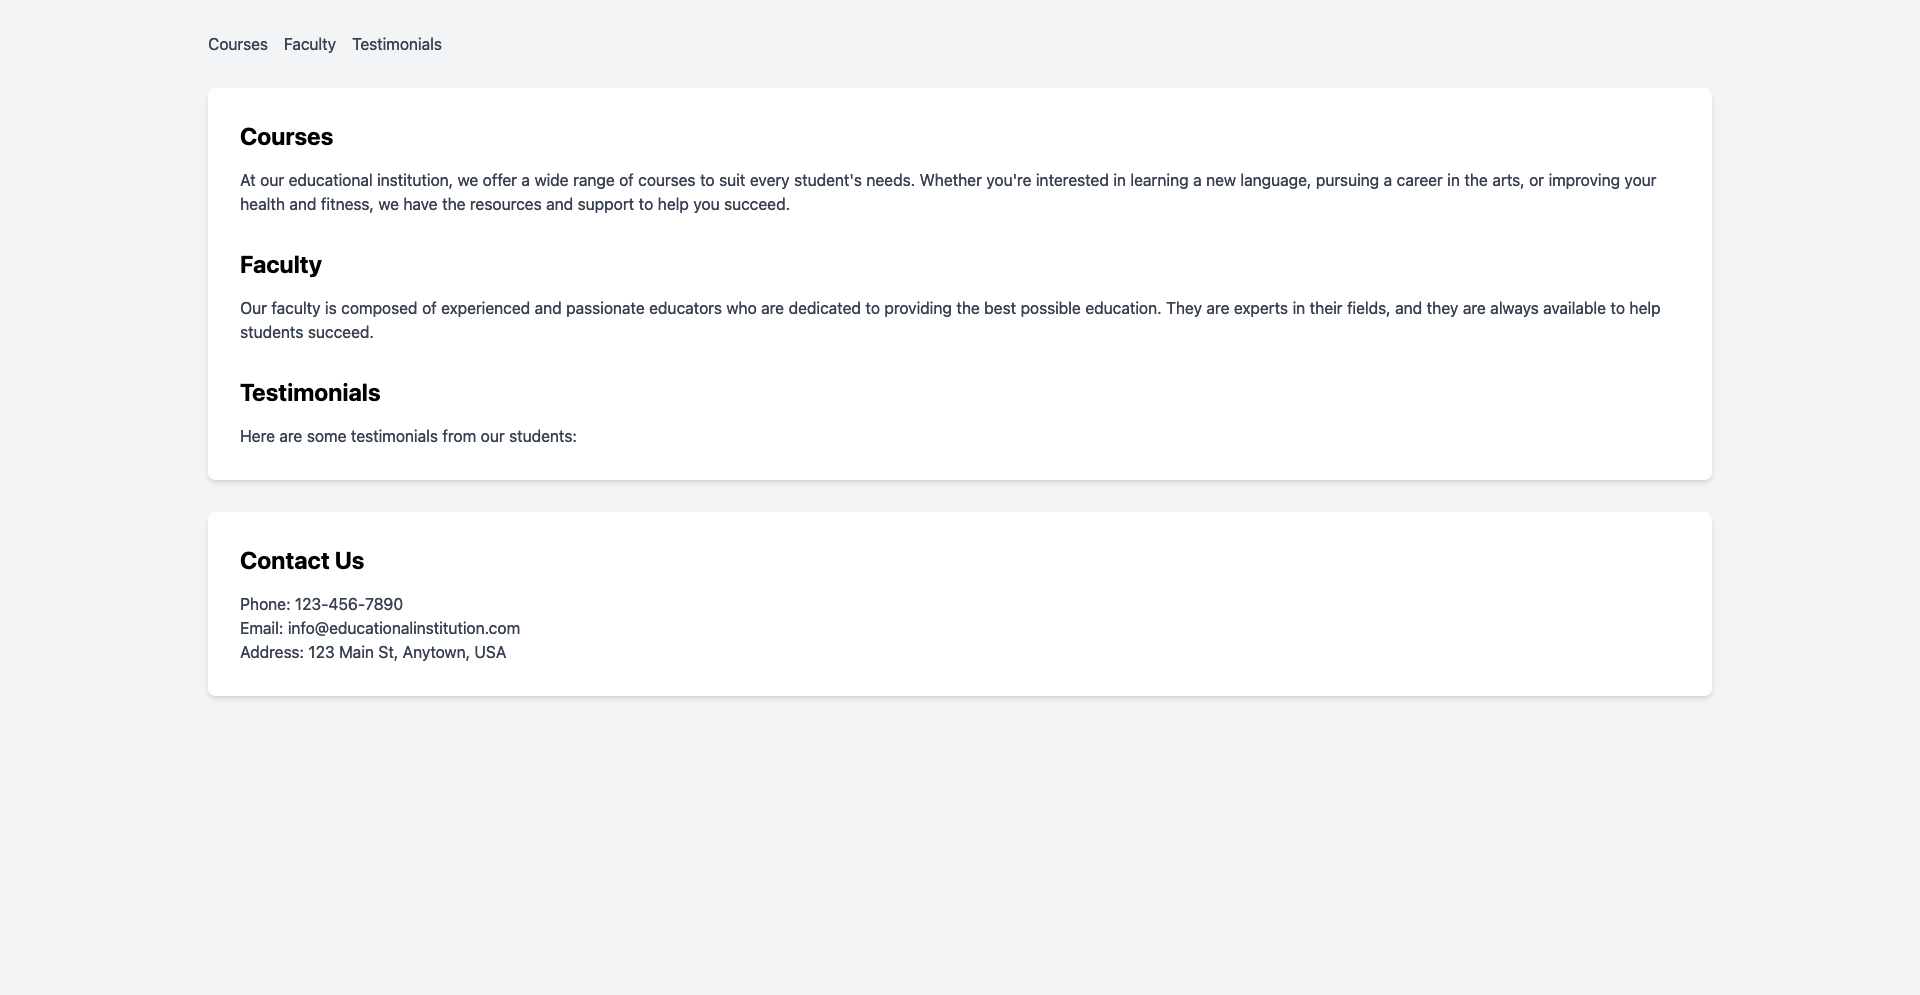 Courses Faculty Testimonials
Courses
At our educational institution, we offer a wide range of courses to suit every student's needs. Whether you're interested in learning a new language, pursuing a career in the arts, or improving your
health and fitness, we have the resources and support to help you succeed.
Faculty
Our faculty is composed of experienced and passionate educators who are dedicated to providing the best possible education. They are experts in their fields, and they are always available to help
students succeed.
Testimonials
Here are some testimonials from our students:
Contact Us
Phone: 123-456-7890
Email: info@educationalinstitution.com
Address: 123 Main St, Anytown, USA